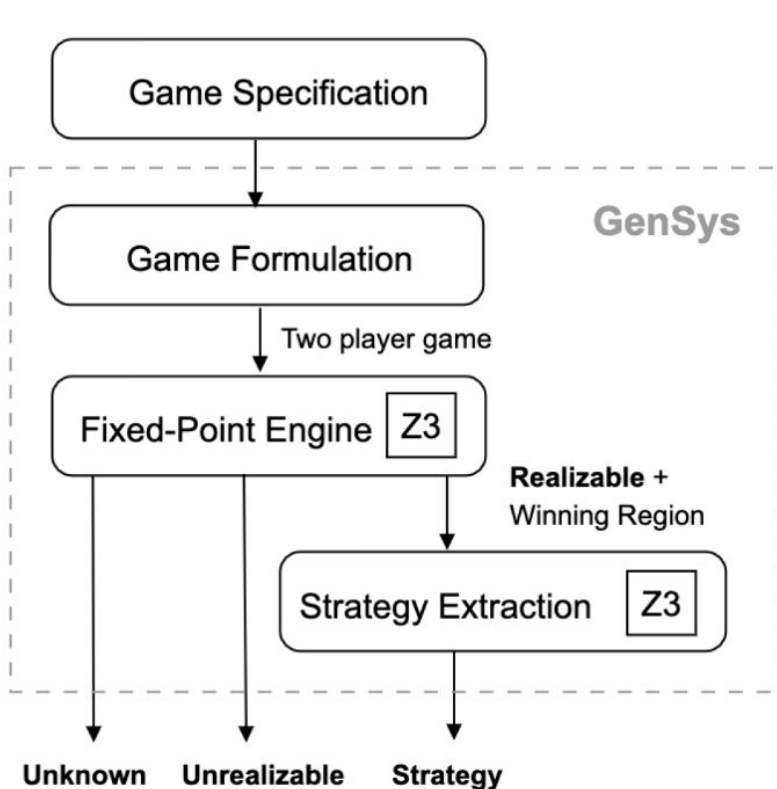 Game Specification
GenSys
Game Formulation
Two player game
Fixed-Point Engine Z3
Realizable +
Winning Region
Strategy Extraction Z3
Unknown Unrealizable Strategy